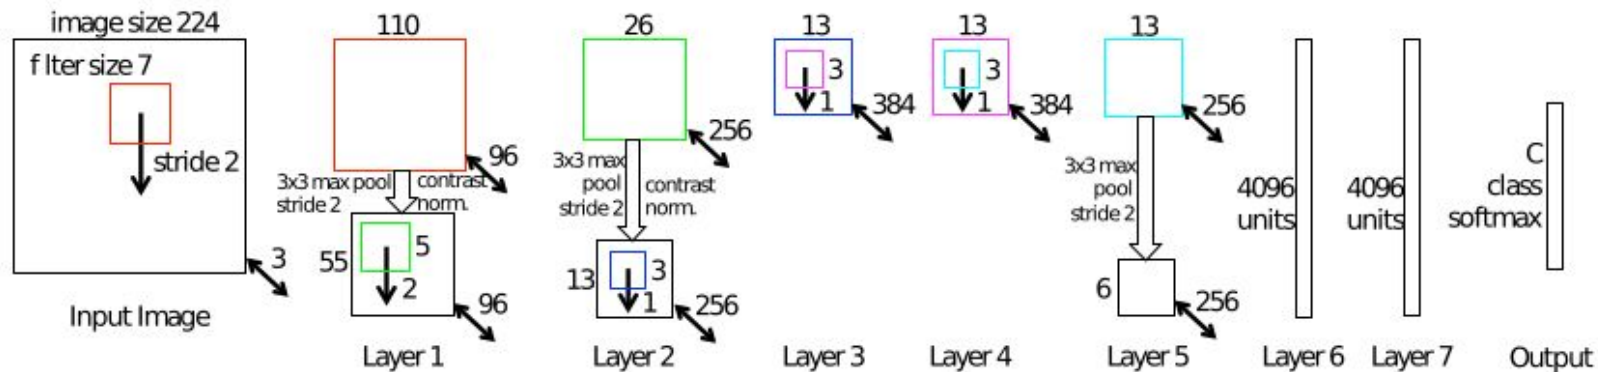 image size 224
f lter size 7
stride 2
3
Input Image
110
96
3x3 max pool
stride 2
contrast
norm.
55
5
2
96
Layer 1
26
256
3x3 max
pool
stride 2
contrast
norm.
13
3
1
256
Layer 2
13
3
1
384
Layer 3
13
3
1
384
Layer 4
13
256
3x3 max
pool
stride 2
6
256
Layer 5
4096
units
Layer 6
4096
units
Layer 7
C
class
softmax
Output